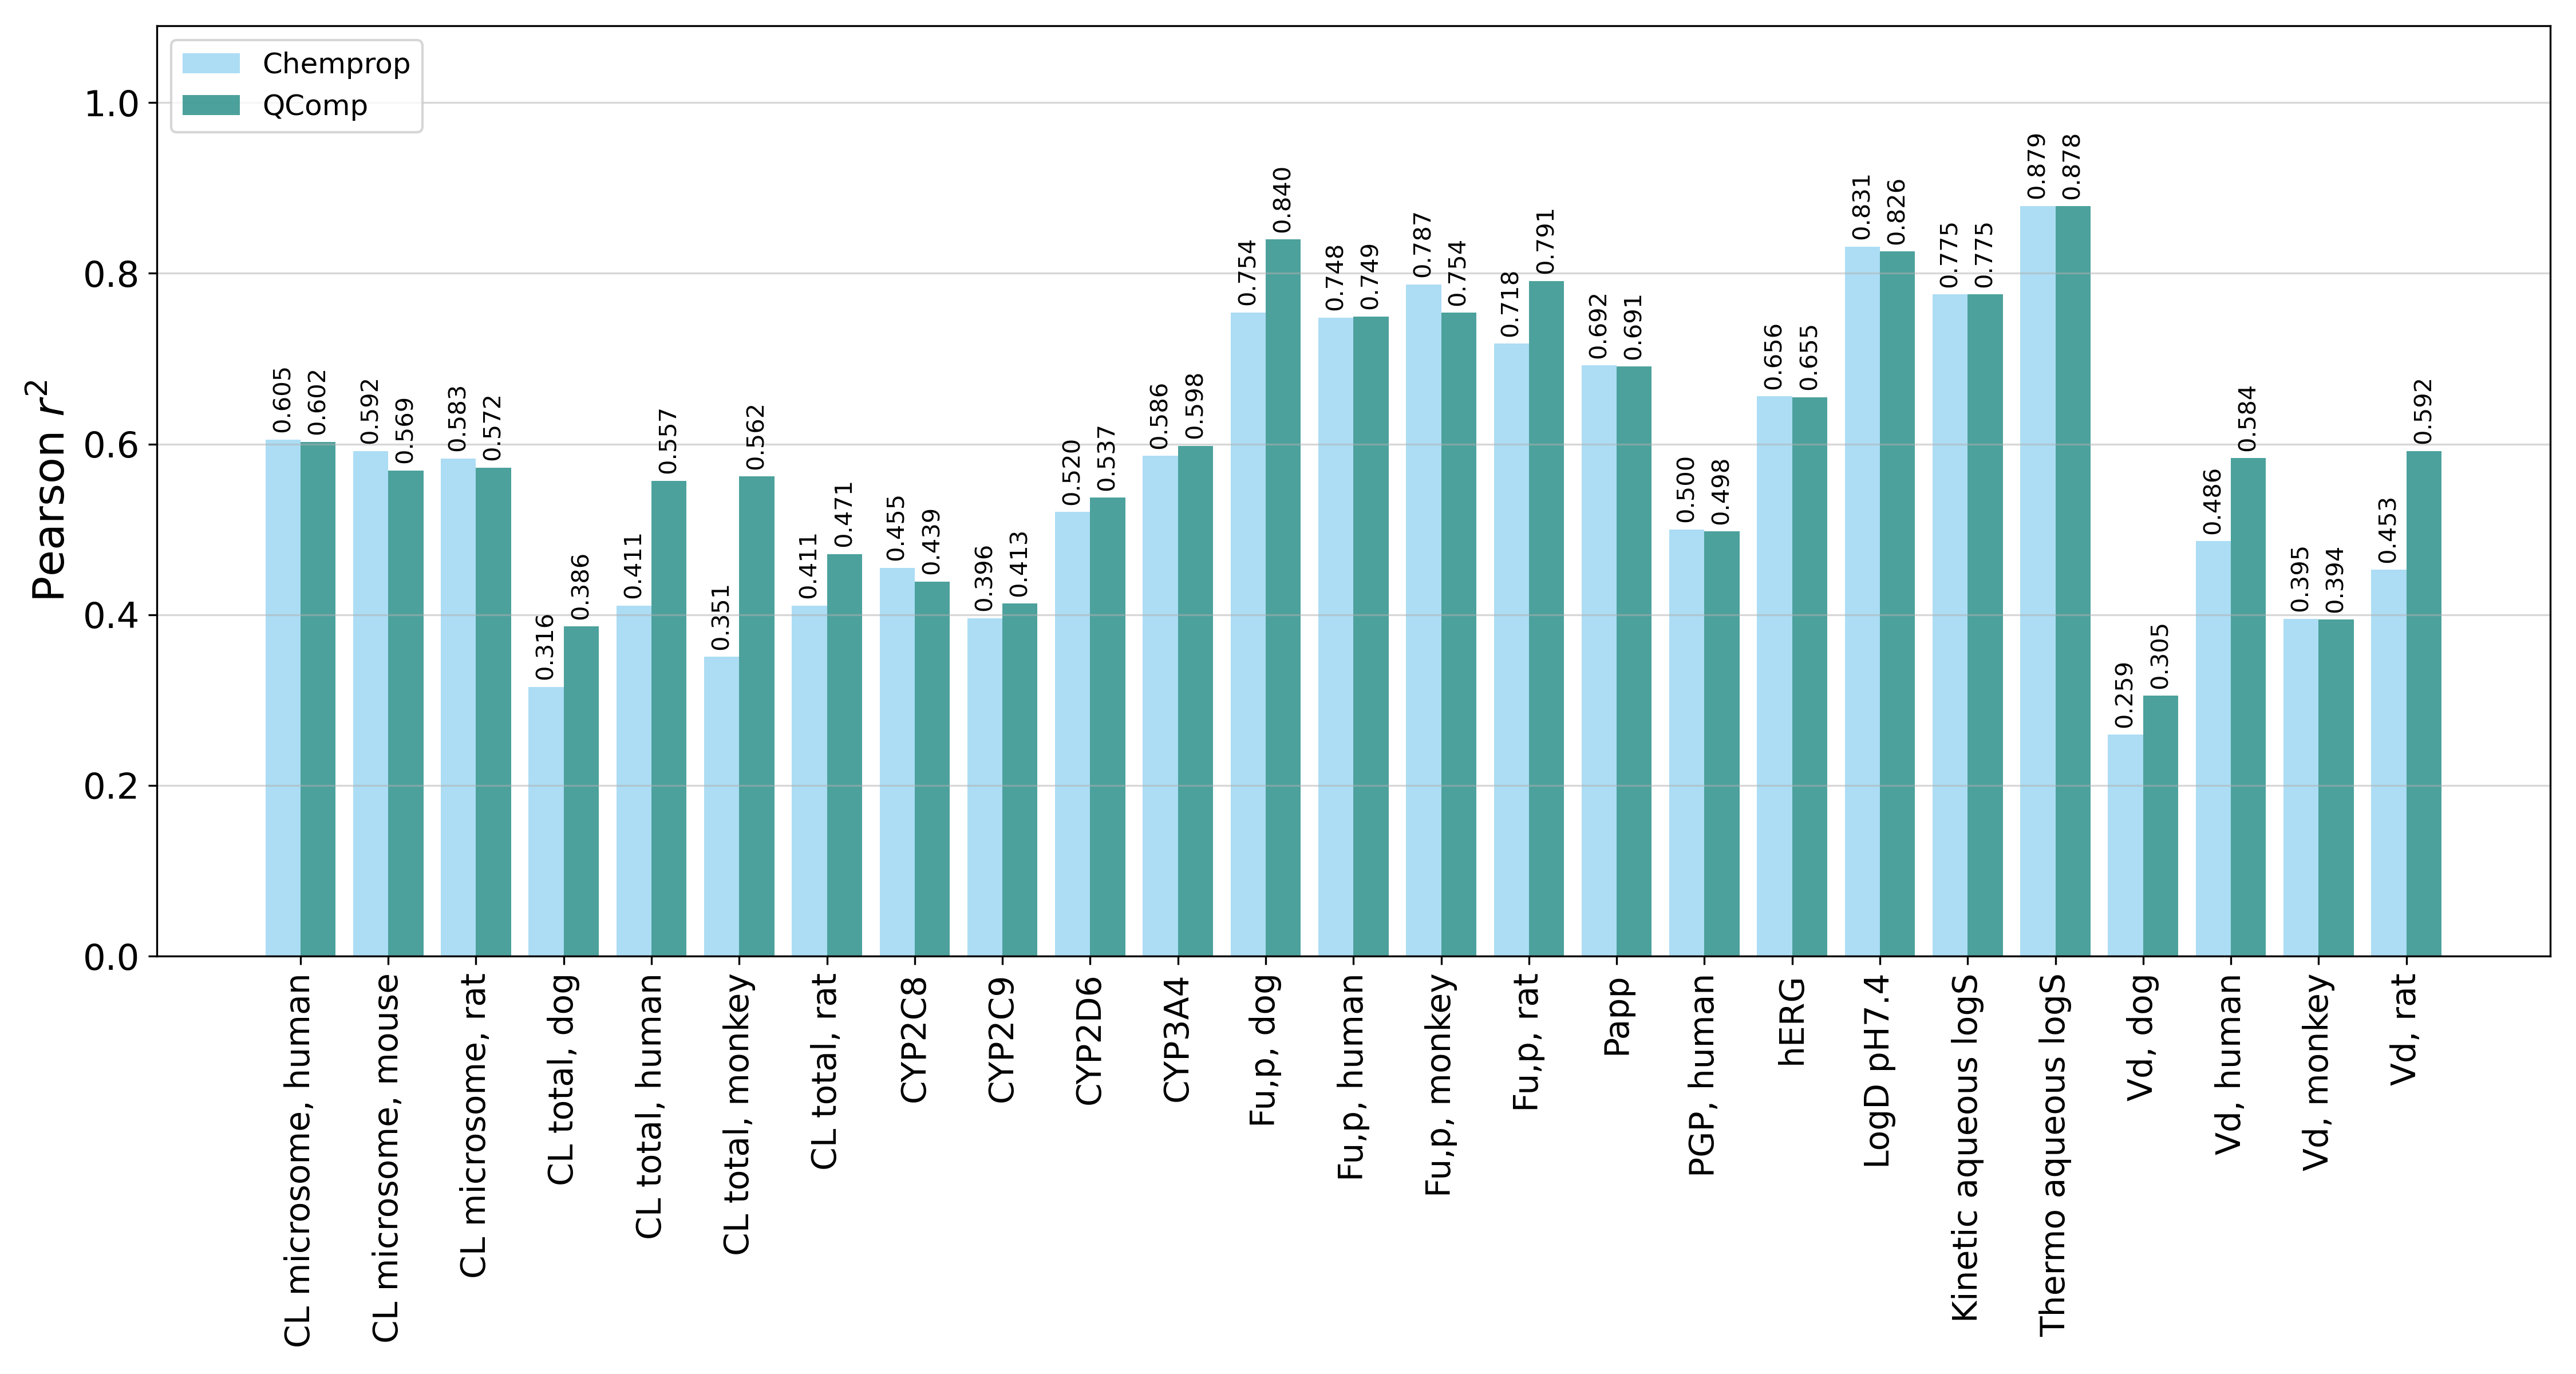 Chemprop
QComp
Pearson r²
1.0
0.8
0.6
0.4
0.2
0.0
0.605
0.602
0.592
0.569
0.583
0.572
0.316
0.386
0.411
0.557
0.351
0.562
0.411
0.471
0.455
0.439
0.396
0.413
0.520
0.537
0.586
0.598
0.754
0.840
0.748
0.749
0.787
0.754
0.718
0.791
0.692
0.691
0.500
0.498
0.656
0.655
0.831
0.826
0.775
0.775
0.879
0.878
0.259
0.305
0.486
0.584
0.395
0.394
0.453
0.592
CL microsome, human
CL microsome, mouse
CL microsome, rat
CL total, dog
CL total, human
CL total, monkey
CL total, rat
CYP2C8
CYP2C9
CYP2D6
CYP3A4
Fu,p, dog
Fu,p, human
Fu,p, monkey
Fu,p, rat
Papp
PGP, human
hERG
LogD pH7.4
Kinetic aqueous logS
Thermo aqueous logS
Vd, dog
Vd, human
Vd, monkey
Vd, rat